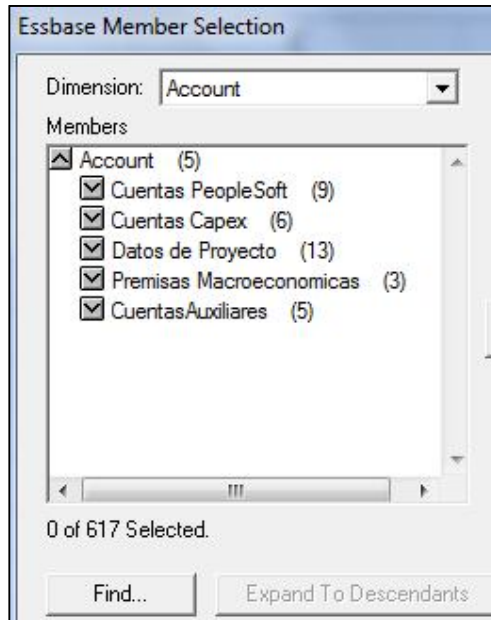 Essbase Member Selection
Dimension: Account
Members
Account (5)
Cuentas PeopleSoft (9)
Cuentas Capex (6)
Datos de Proyecto (13)
Premisas Macroeconomicas (3)
CuentasAuxiliares (5)
0 of 617 Selected.
Find... Expand To Descendants